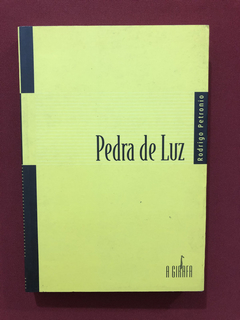 Pedra de Luz
Rodrigo Petronio
A GIRAFA